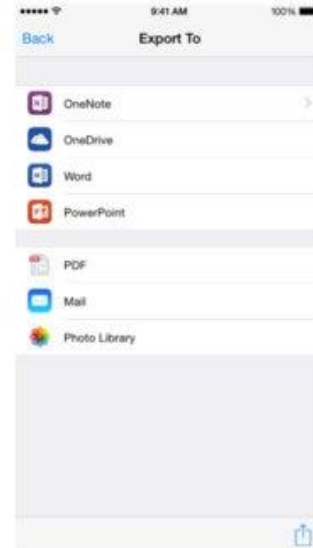 9:41 AM 100%
Back Export To
OneNote
OneDrive
Word
PowerPoint
PDF
Mail
Photo Library